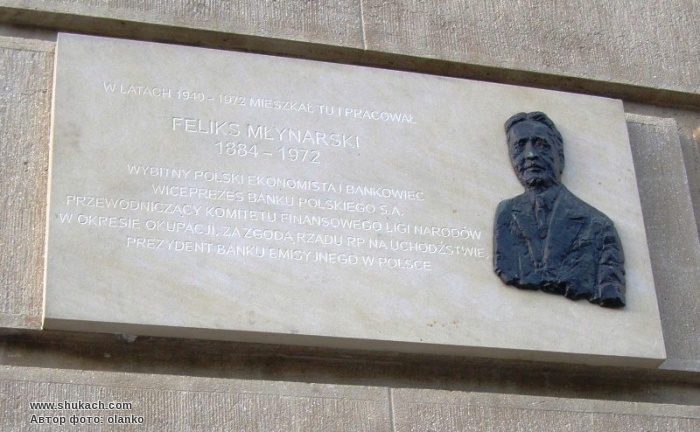 W LATACH 1940 – 1972 MIESZKAŁ TU I PRACOWAŁ
FELIKS MŁYNARSKI
1884 – 1972
WYBITNY POLSKI EKONOMISTA I BANKOWIEC
WICEPREZES BANKU POLSKIEGO S.A.
PRZEWODNICZĄCY KOMITETU FINANSOWEGO LIGI NARODÓW
W OKRESIE OKUPACJI, ZA ZGODĄ RZĄDU RP NA UCHODŹSTWIE,
PREZYDENT BANKU EMISYJNEGO W POLSCE
www.shukach.com
Автор фото: olanko